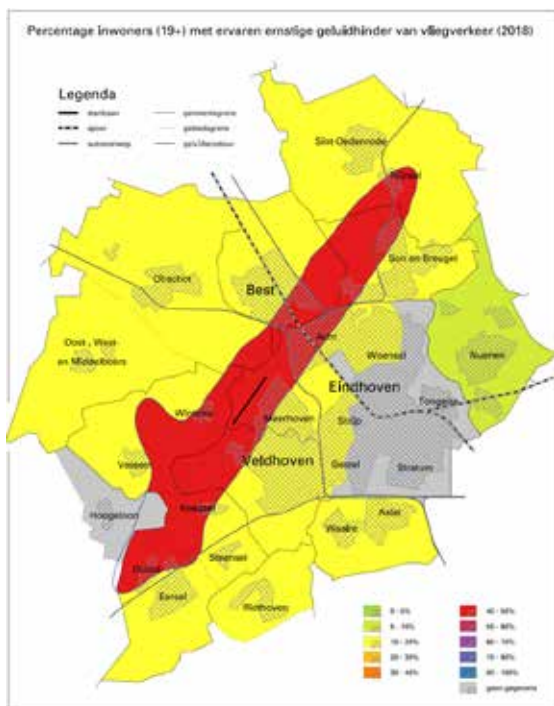 Percentage inwoners (19+) met ervaren ernstige geluidhinder van vliegverkeer (2018)
Legenda
startbaan
spoor
autosnelweg
gemeentegrens
gebiedsgrens
Sint-Oedenrode
Son en Breugel
Best
Oirschot
Oost-, West-
en Middelbeers
Acht
Woensel
Nuenen
Eindhoven
Tongelre
Wintelre
Meerhoven
Strijp
Vessem
Veldhoven
Gestel
Stratum
Hoogeloon
Knegsel
Aalst
Waalre
Steensel
Duizel
Eersel
Riethoven
0 - 5%
5 - 10%
10 - 20%
20 - 30%
30 - 40%
40 - 50%
50 - 60%
60 - 70%
70 - 80%
80 - 100%
geen gegevens